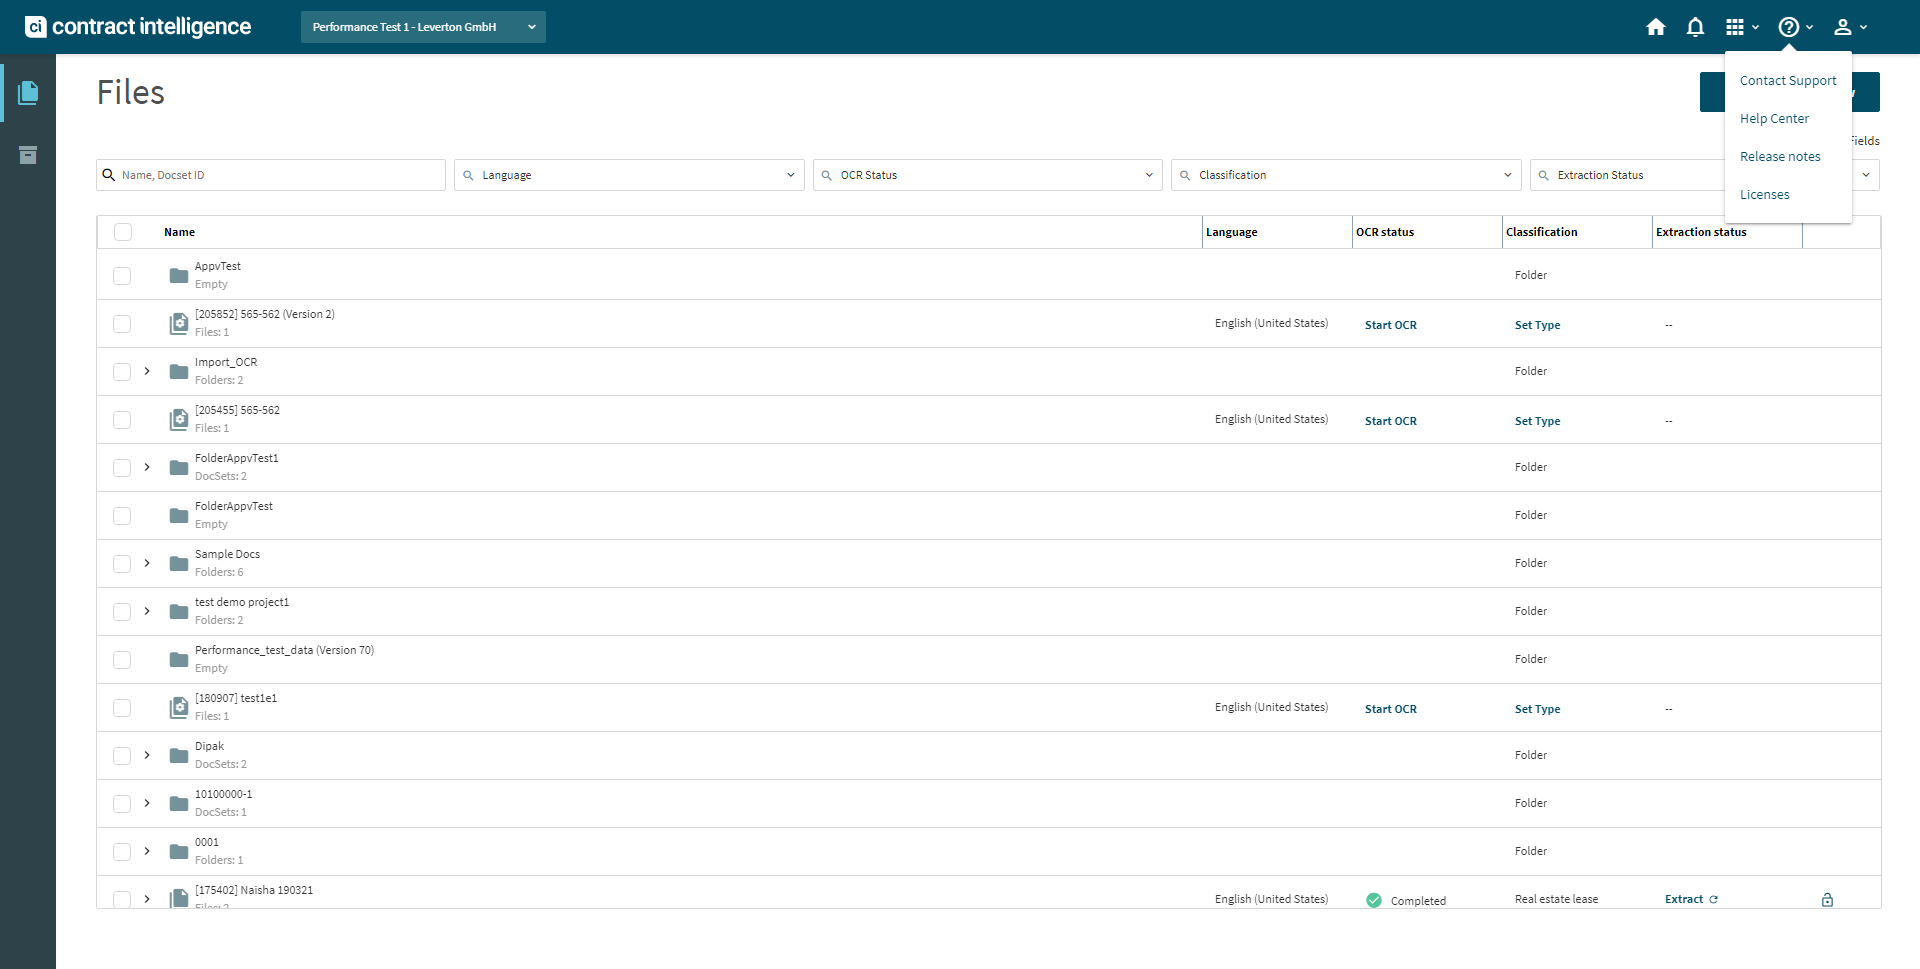 ci contract intelligence
Performance Test 1 - Leverton GmbH
Contact Support
Help Center
Release notes
Licenses
Files
Fields
Name, Docset ID
Language
OCR Status
Classification
Extraction Status
Name
Language
OCR status
Classification
Extraction status
AppvTest
Empty
Folder
[205852] 565-562 (Version 2)
Files: 1
English (United States)
Start OCR
Set Type
--
Import_OCR
Folders: 2
Folder
[205455] 565-562
Files: 1
English (United States)
Start OCR
Set Type
--
FolderAppvTest1
DocSets: 2
Folder
FolderAppvTest
Empty
Folder
Sample Docs
Folders: 6
Folder
test demo project1
Folders: 2
Folder
Performance_test_data (Version 70)
Empty
Folder
[180907] test1e1
Files: 1
English (United States)
Start OCR
Set Type
--
Dipak
DocSets: 2
Folder
10100000-1
DocSets: 1
Folder
0001
Folders: 1
Folder
[175402] Naisha 190321
Files: 2
English (United States)
Completed
Real estate lease
Extract